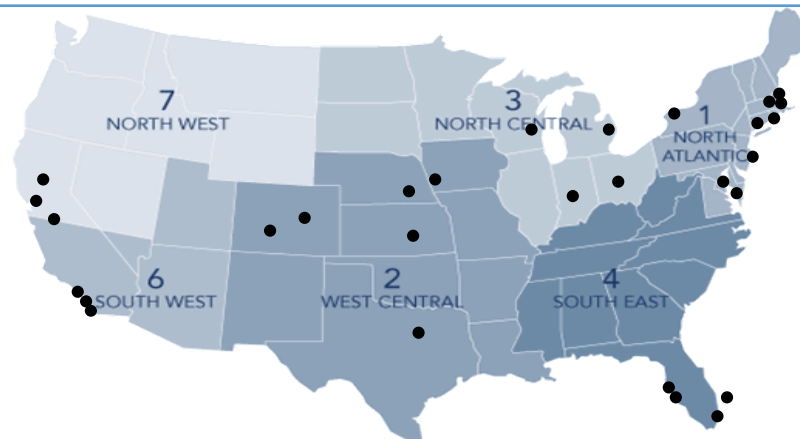 7
NORTH WEST
3
NORTH CENTRAL
1
NORTH
ATLANTIC
6
SOUTH WEST
2
WEST CENTRAL
4
SOUTH EAST